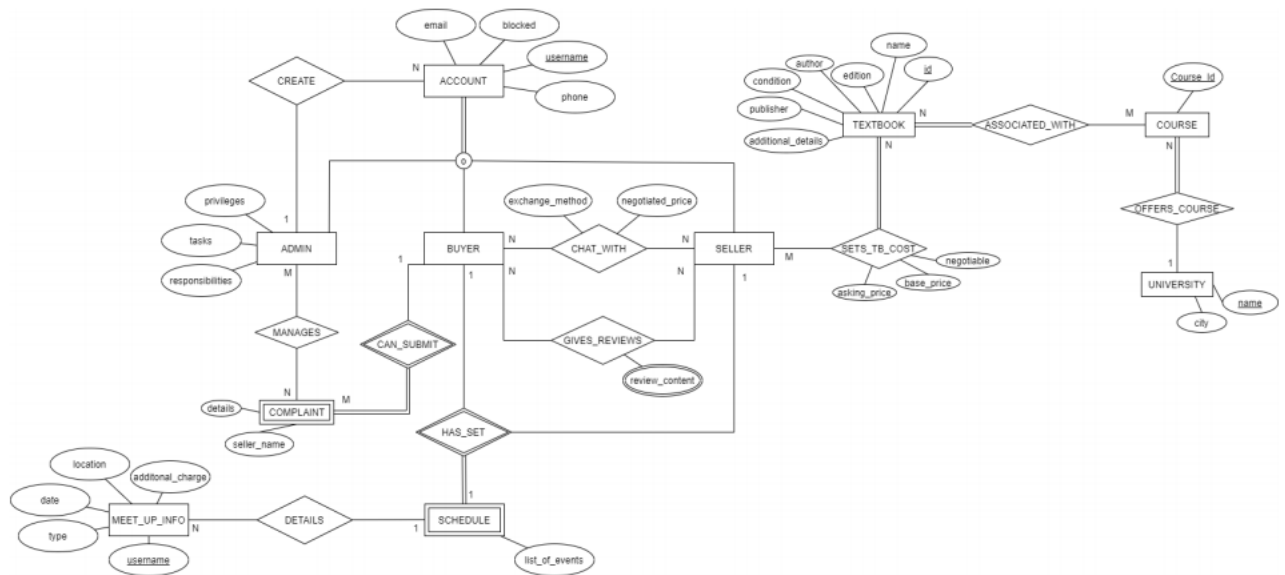 email
blocked
username
phone
CREATE
N
ACCOUNT
name
author
edition
id
condition
publisher
additional_details
TEXTBOOK
N
N
ASSOCIATED_WITH
M
Course_Id
COURSE
N
o
privileges
tasks
responsibilities
1
ADMIN
M
exchange_method
negotiated_price
1
BUYER
N
N
1
CHAT_WITH
N
N
SELLER
1
M
SETS_TB_COST
negotiable
base_price
asking_price
OFFERS_COURSE
1
UNIVERSITY
name
city
MANAGES
CAN_SUBMIT
GIVES_REVIEWS
review_content
N
M
details
COMPLAINT
seller_name
HAS_SET
location
additonal_charge
date
type
MEET_UP_INFO
N
username
DETAILS
1
1
SCHEDULE
list_of_events